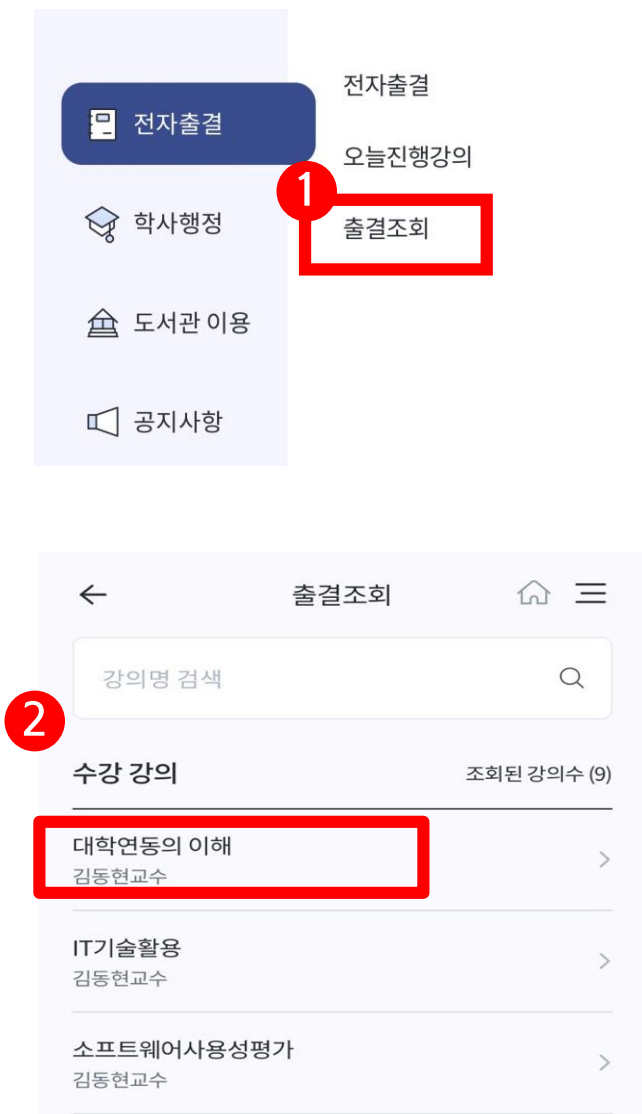 전자출결
전자출결
오늘진행강의
1
학사행정
출결조회
도서관 이용
공지사항
출결조회
강의명 검색
2
수강 강의
조회된 강의수 (9)
대학연동의 이해
김동현교수
IT기술활용
김동현교수
소프트웨어사용성평가
김동현교수